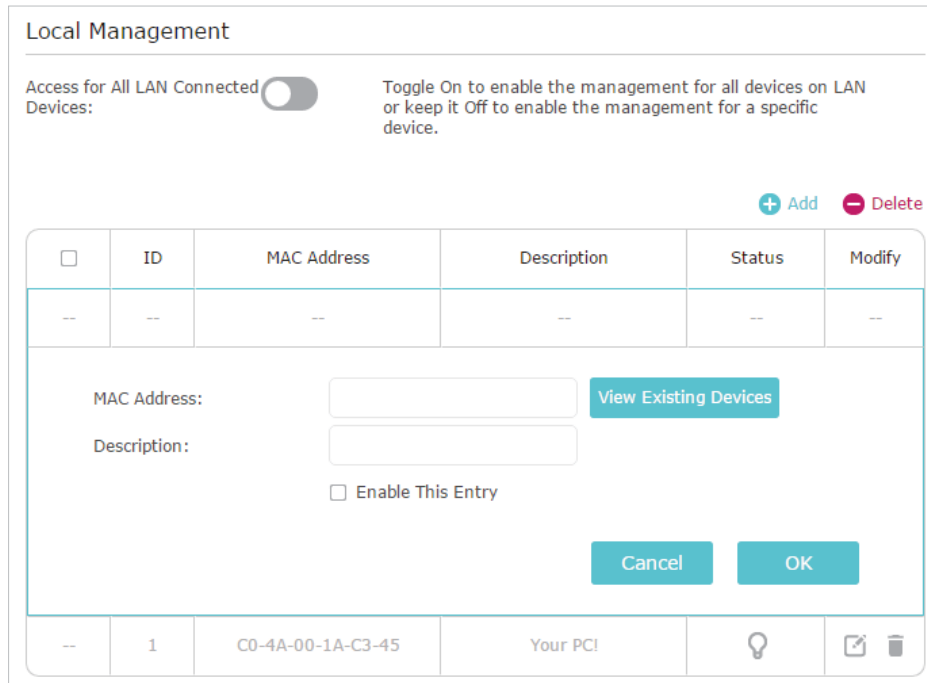 Local Management
Access for All LAN Connected
Devices:
Toggle On to enable the management for all devices on LAN
or keep it Off to enable the management for a specific
device.
Add Delete
ID MAC Address Description Status Modify
-- -- -- -- -- --
MAC Address: View Existing Devices
Description:
Enable This Entry
Cancel OK
-- 1 C0-4A-00-1A-C3-45 Your PC!